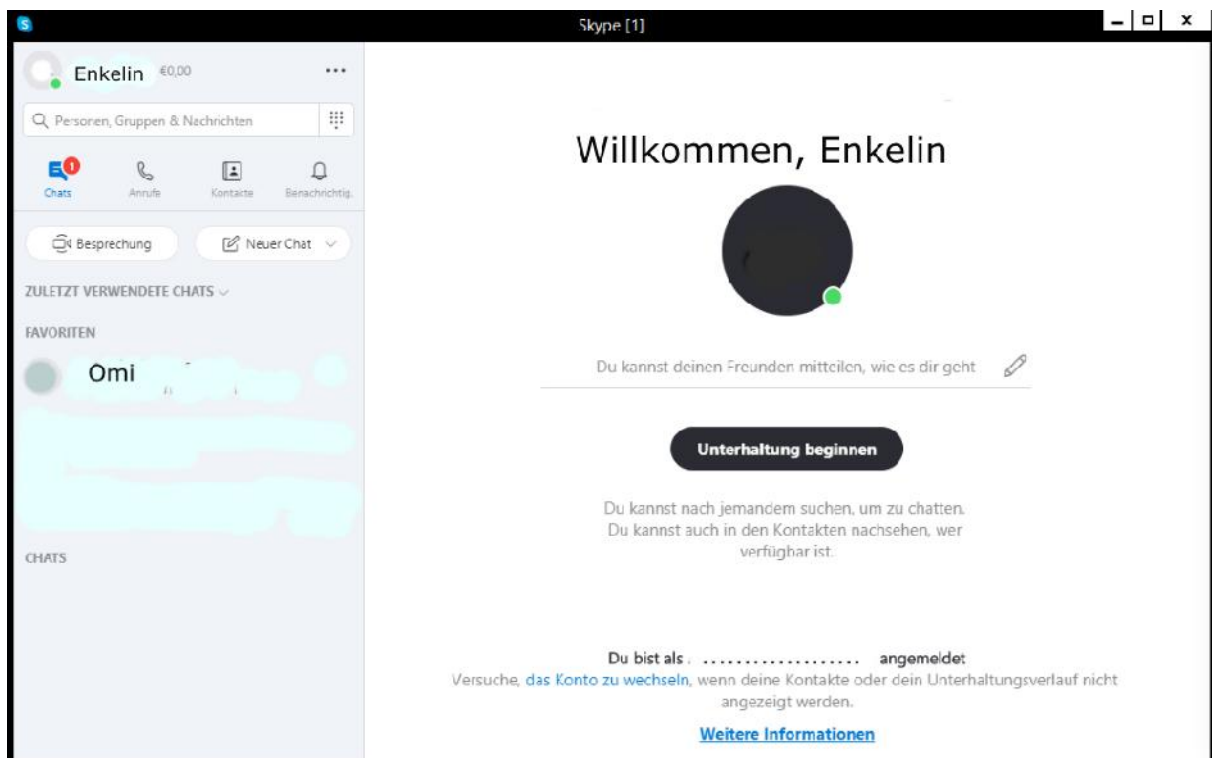 Skype [1]
Enkelin €0,00
Personen, Gruppen & Nachrichten
1
Chats Anrufe Kontakte Benachrichtig.
Besprechung Neuer Chat
ZULETZT VERWENDETE CHATS
FAVORITEN
Omi
CHATS
Willkommen, Enkelin
Du kannst deinen Freunden mitteilen, wie es dir geht
Unterhaltung beginnen
Du kannst nach jemandem suchen, um zu chatten.
Du kannst auch in den Kontakten nachsehen, wer
verfügbar ist.
Du bist als ................... angemeldet
Versuche, das Konto zu wechseln, wenn deine Kontakte oder dein Unterhaltungsverlauf nicht
angezeigt werden.
Weitere Informationen